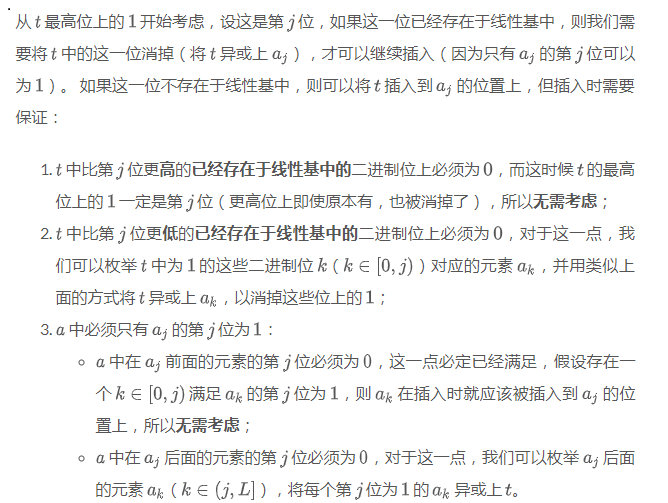 从 t 最高位上的 1 开始考虑，设这是第 j 位，如果这一位已经存在于线性基中，则我们需
要将 t 中的这一位消掉（将 t 异或上 a_j），才可以继续插入（因为只有 a_j 的第 j 位可以
为 1）。如果这一位不存在于线性基中，则可以将 t 插入到 a_j 的位置上，但插入时需要
保证：
1. t 中比第 j 位更高的已经存在于线性基中的二进制位上必须为 0，而这时候 t 的最高
位上的 1 一定是第 j 位（更高位上即使原本有，也被消掉了），所以无需考虑；
2. t 中比第 j 位更低的已经存在于线性基中的二进制位上必须为 0，对于这一点，我
们可以枚举 t 中为 1 的这些二进制位 k（k ∈ [0, j)）对应的元素 a_k，并用类似上
面的方式将 t 异或上 a_k，以消掉这些位上的 1；
3. a 中必须只有 a_j 的第 j 位为 1：
◦ a 中在 a_j 前面的元素的第 j 位必须为 0，这一点必定已经满足，假设存在一
个 k ∈ [0, j) 满足 a_k 的第 j 位为 1，则 a_k 在插入时就应该被插入到 a_j 的位
置上，所以无需考虑；
◦ a 中在 a_j 后面的元素的第 j 位必须为 0，对于这一点，我们可以枚举 a_j 后面
的元素 a_k（k ∈ (j, L]），将每个第 j 位为 1 的 a_k 异或上 t。